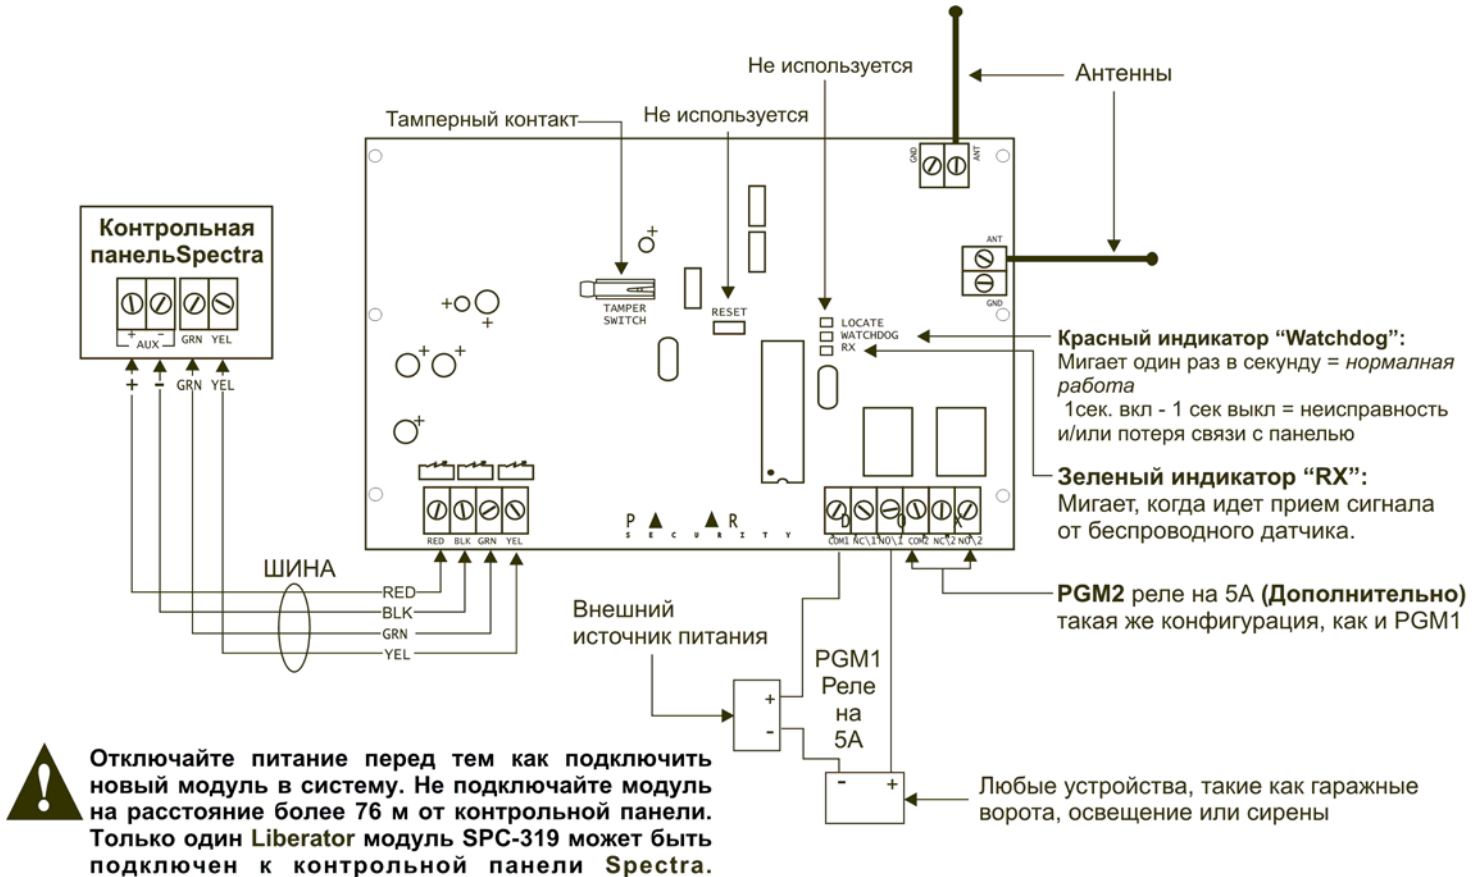 Не используется
Антенны
Тамперный контакт
Не используется
GND
ANT
Контрольная
панельSpectra
+ -
AUX
GRN YEL
+ - GRN YEL
ANT
GND
TAMPER
SWITCH
RESET
LOCATE
WATCHDOG
RX
Красный индикатор “Watchdog”:
Мигает один раз в секунду = нормалная
работа
1сек. вкл - 1 сек выкл = неисправность
и/или потеря связи с панелью
Зеленый индикатор “RX”:
Мигает, когда идет прием сигнала
от беспроводного датчика.
P R D O X
S E C U R I T Y S Y S T E M S
RED BLK GRN YEL
COM1 NC\1 NO\1 COM2 NC\2 NO\2
ШИНА
RED
BLK
GRN
YEL
PGM2 реле на 5А (Дополнительно)
такая же конфигурация, как и PGM1
Внешний
источник питания
PGM1
Реле
на
5А
+
-
- +
Любые устройства, такие как гаражные
ворота, освещение или сирены
!
Отключайте питание перед тем как подключить
новый модуль в систему. Не подключайте модуль
на расстояние более 76 м от контрольной панели.
Только один Liberator модуль SPC-319 может быть
подключен к контрольной панели Spectra.